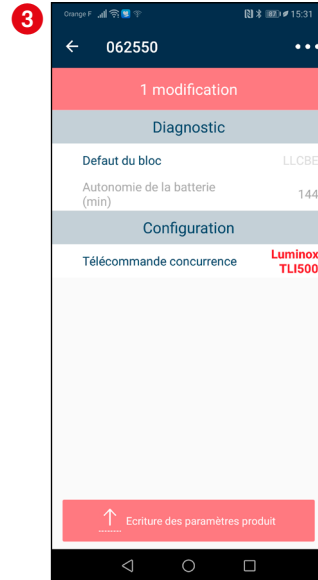 3
Orange F 87 15:31
062550
1 modification
Diagnostic
Defaut du bloc LLCBE
Autonomie de la batterie
(min) 144
Configuration
Télécommande concurrence Luminox
TLI500
Ecriture des paramètres produit